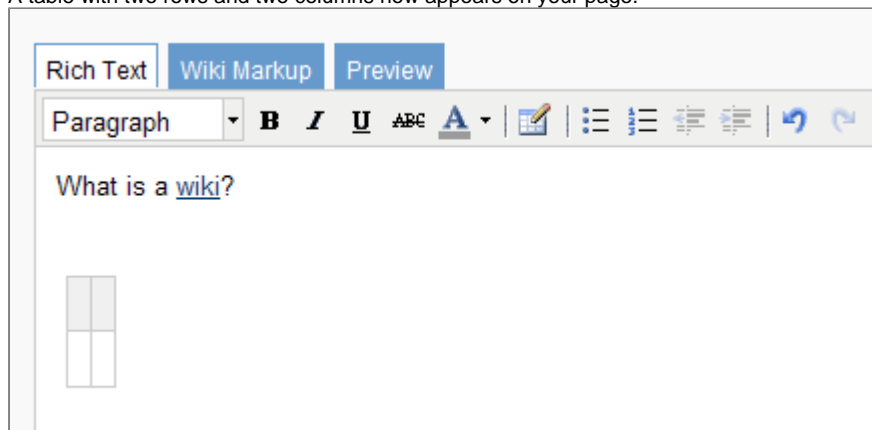 A table with two rows and two columns now appears on your page.
Rich Text Wiki Markup Preview
Paragraph B I U ABC A
What is a wiki?